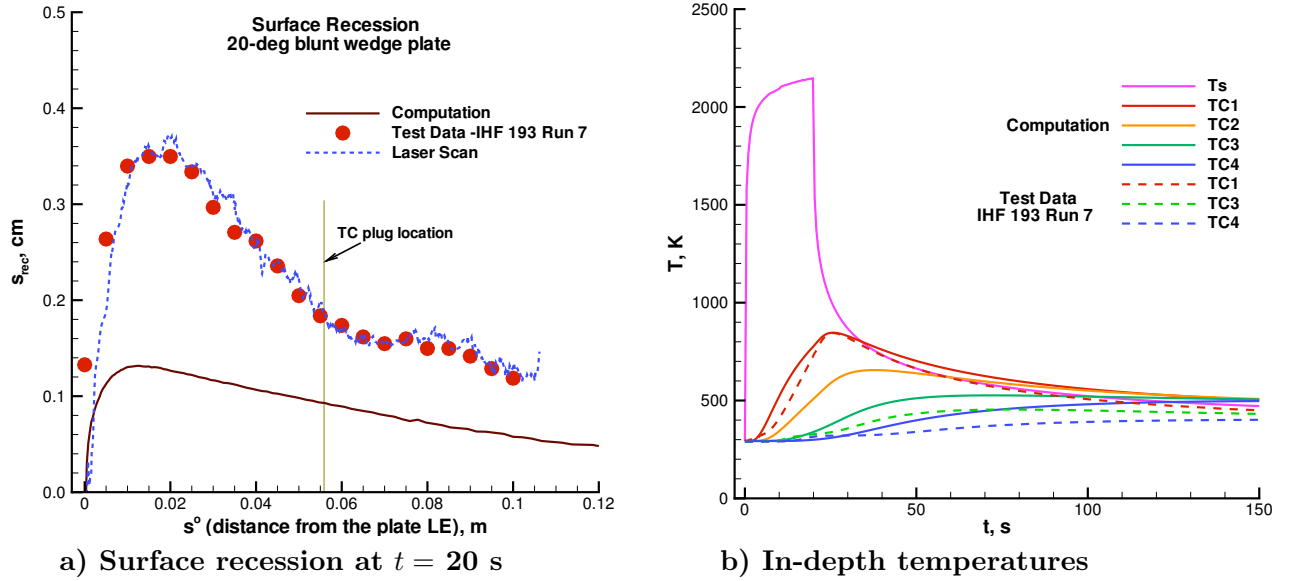 Surface Recession
20-deg blunt wedge plate
Computation
Test Data -IHF 193 Run 7
Laser Scan
TC plug location
s_rec, cm
0.5
0.4
0.3
0.2
0.1
0.0
0
0.02
0.04
0.06
0.08
0.1
0.12
s° (distance from the plate LE), m
a) Surface recession at t = 20 s
T, K
2500
2000
1500
1000
500
0
0
50
100
150
t, s
Computation
Ts
TC1
TC2
TC3
TC4
Test Data
IHF 193 Run 7
TC1
TC3
TC4
b) In-depth temperatures